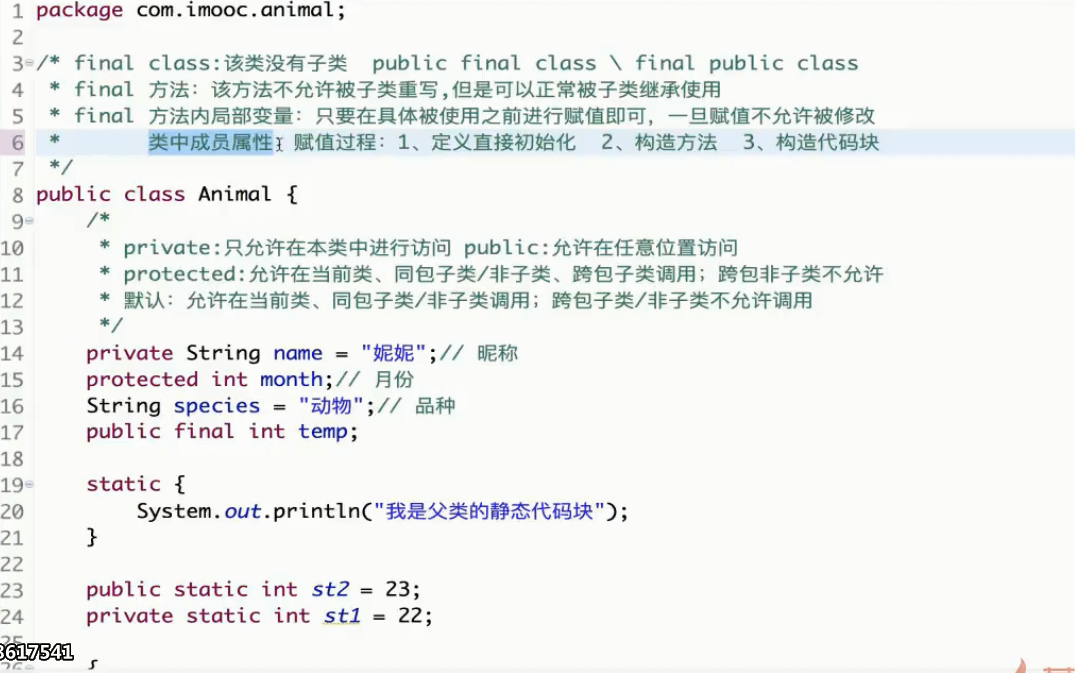 1 package com.imooc.animal;
2
3 /* final class:该类没有子类 public final class \ final public class
4 * final 方法：该方法不允许被子类重写,但是可以正常被子类继承使用
5 * final 方法内局部变量：只要在具体被使用之前进行赋值即可，一旦赋值不允许被修改
6 * 类中成员属性: 赋值过程：1、定义直接初始化 2、构造方法 3、构造代码块
7 */
8 public class Animal {
9 /*
10 * private:只允许在本类中进行访问 public:允许在任意位置访问
11 * protected:允许在当前类、同包子类/非子类、跨包子类调用；跨包非子类不允许
12 * 默认：允许在当前类、同包子类/非子类调用；跨包子类/非子类不允许调用
13 */
14 private String name = "妮妮";// 昵称
15 protected int month;// 月份
16 String species = "动物";// 品种
17 public final int temp;
18
19 static {
20 System.out.println("我是父类的静态代码块");
21 }
22
23 public static int st2 = 23;
24 private static int st1 = 22;
25
26 {
3617541